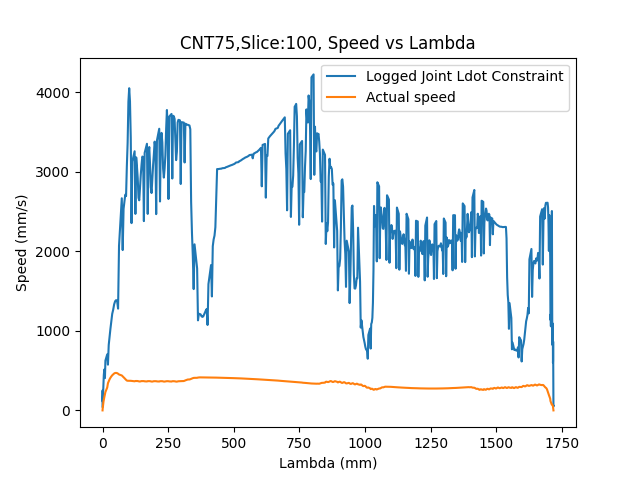 CNT75,Slice:100, Speed vs Lambda
Logged Joint Ldot Constraint
Actual speed
4000
3000
2000
1000
0
Speed (mm/s)
0 250 500 750 1000 1250 1500 1750
Lambda (mm)